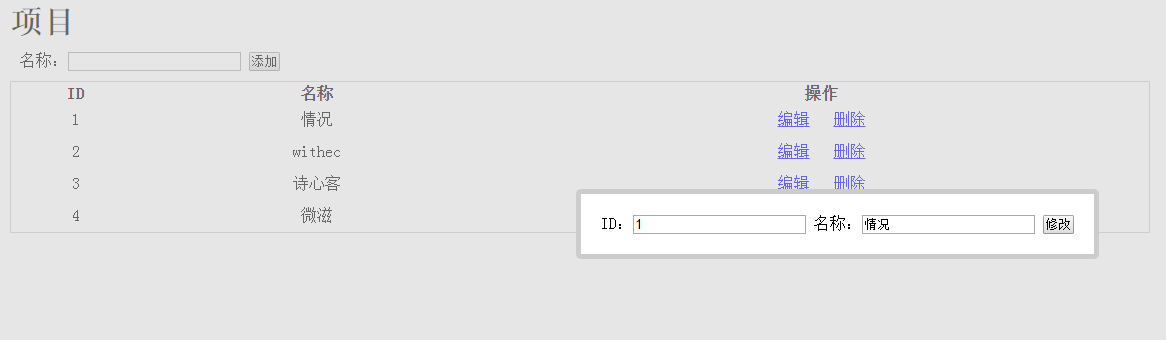 项目
名称： 添加
ID 名称 操作
1 情况 编辑 删除
2 withec 编辑 删除
3 诗心客 编辑 删除
4 微滋
ID：1 名称：情况 修改